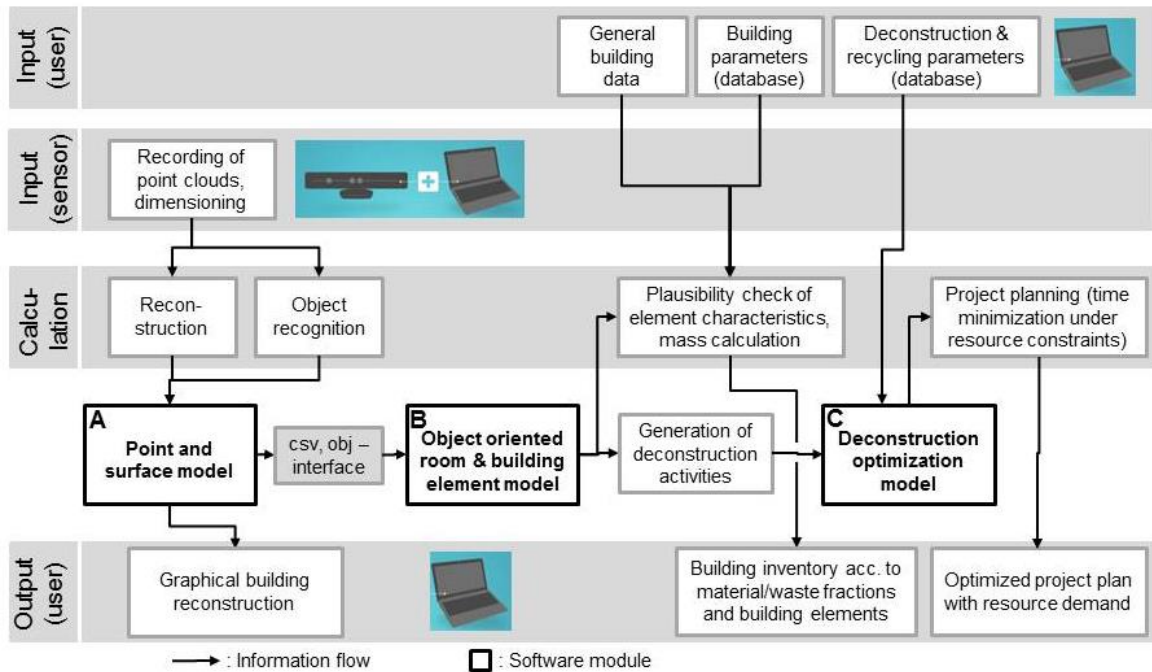 Input
(user)
General
building
data
Building
parameters
(database)
Deconstruction &
recycling parameters
(database)
Input
(sensor)
Recording of
point clouds,
dimensioning
Calcu-
lation
Recon-
struction
Object
recognition
Plausibility check of
element characteristics,
mass calculation
Project planning (time
minimization under
resource constraints)
A
Point and
surface model
csv, obj –
interface
B
Object oriented
room & building
element model
Generation of
deconstruction
activities
C
Deconstruction
optimization
model
Output
(user)
Graphical building
reconstruction
Building inventory acc. to
material/waste fractions
and building elements
Optimized project plan
with resource demand
: Information flow
: Software module